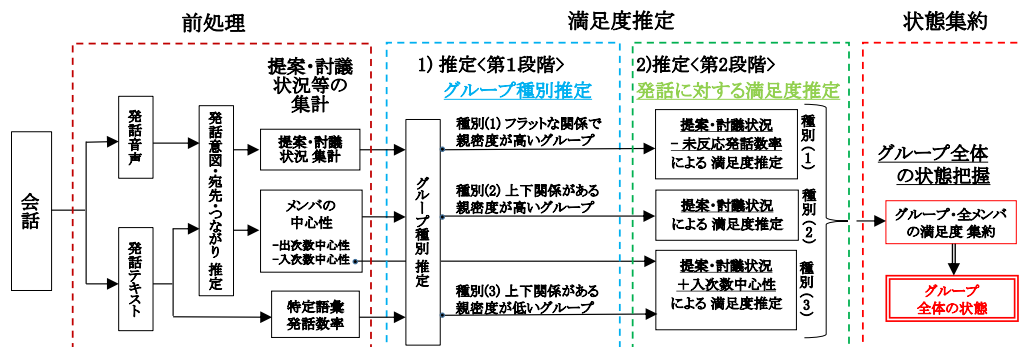 前処理
満足度推定
状態集約
会話
発話音声
発話テキスト
発話意図・宛先・つながり 推定
提案・討議
状況等の
集計
提案・討議
状況 集計
メンバの
中心性
-出次数中心性
-入次数中心性
特定語彙
発話数率
1) 推定<第1段階>
グループ種別推定
グループ種別 推定
種別(1) フラットな関係で
親密度が高いグループ
種別(2) 上下関係がある
親密度が高いグループ
種別(3) 上下関係がある
親密度が低いグループ
2)推定<第2段階>
発話に対する満足度推定
提案・討議状況
- 未反応発話数率
による 満足度推定
種別(1)
提案・討議状況
による 満足度推定
種別(2)
提案・討議状況
+入次数中心性
による 満足度推定
種別(3)
グループ全体
の状態把握
グループ・全メンバ
の満足度 集約
グループ
全体の状態